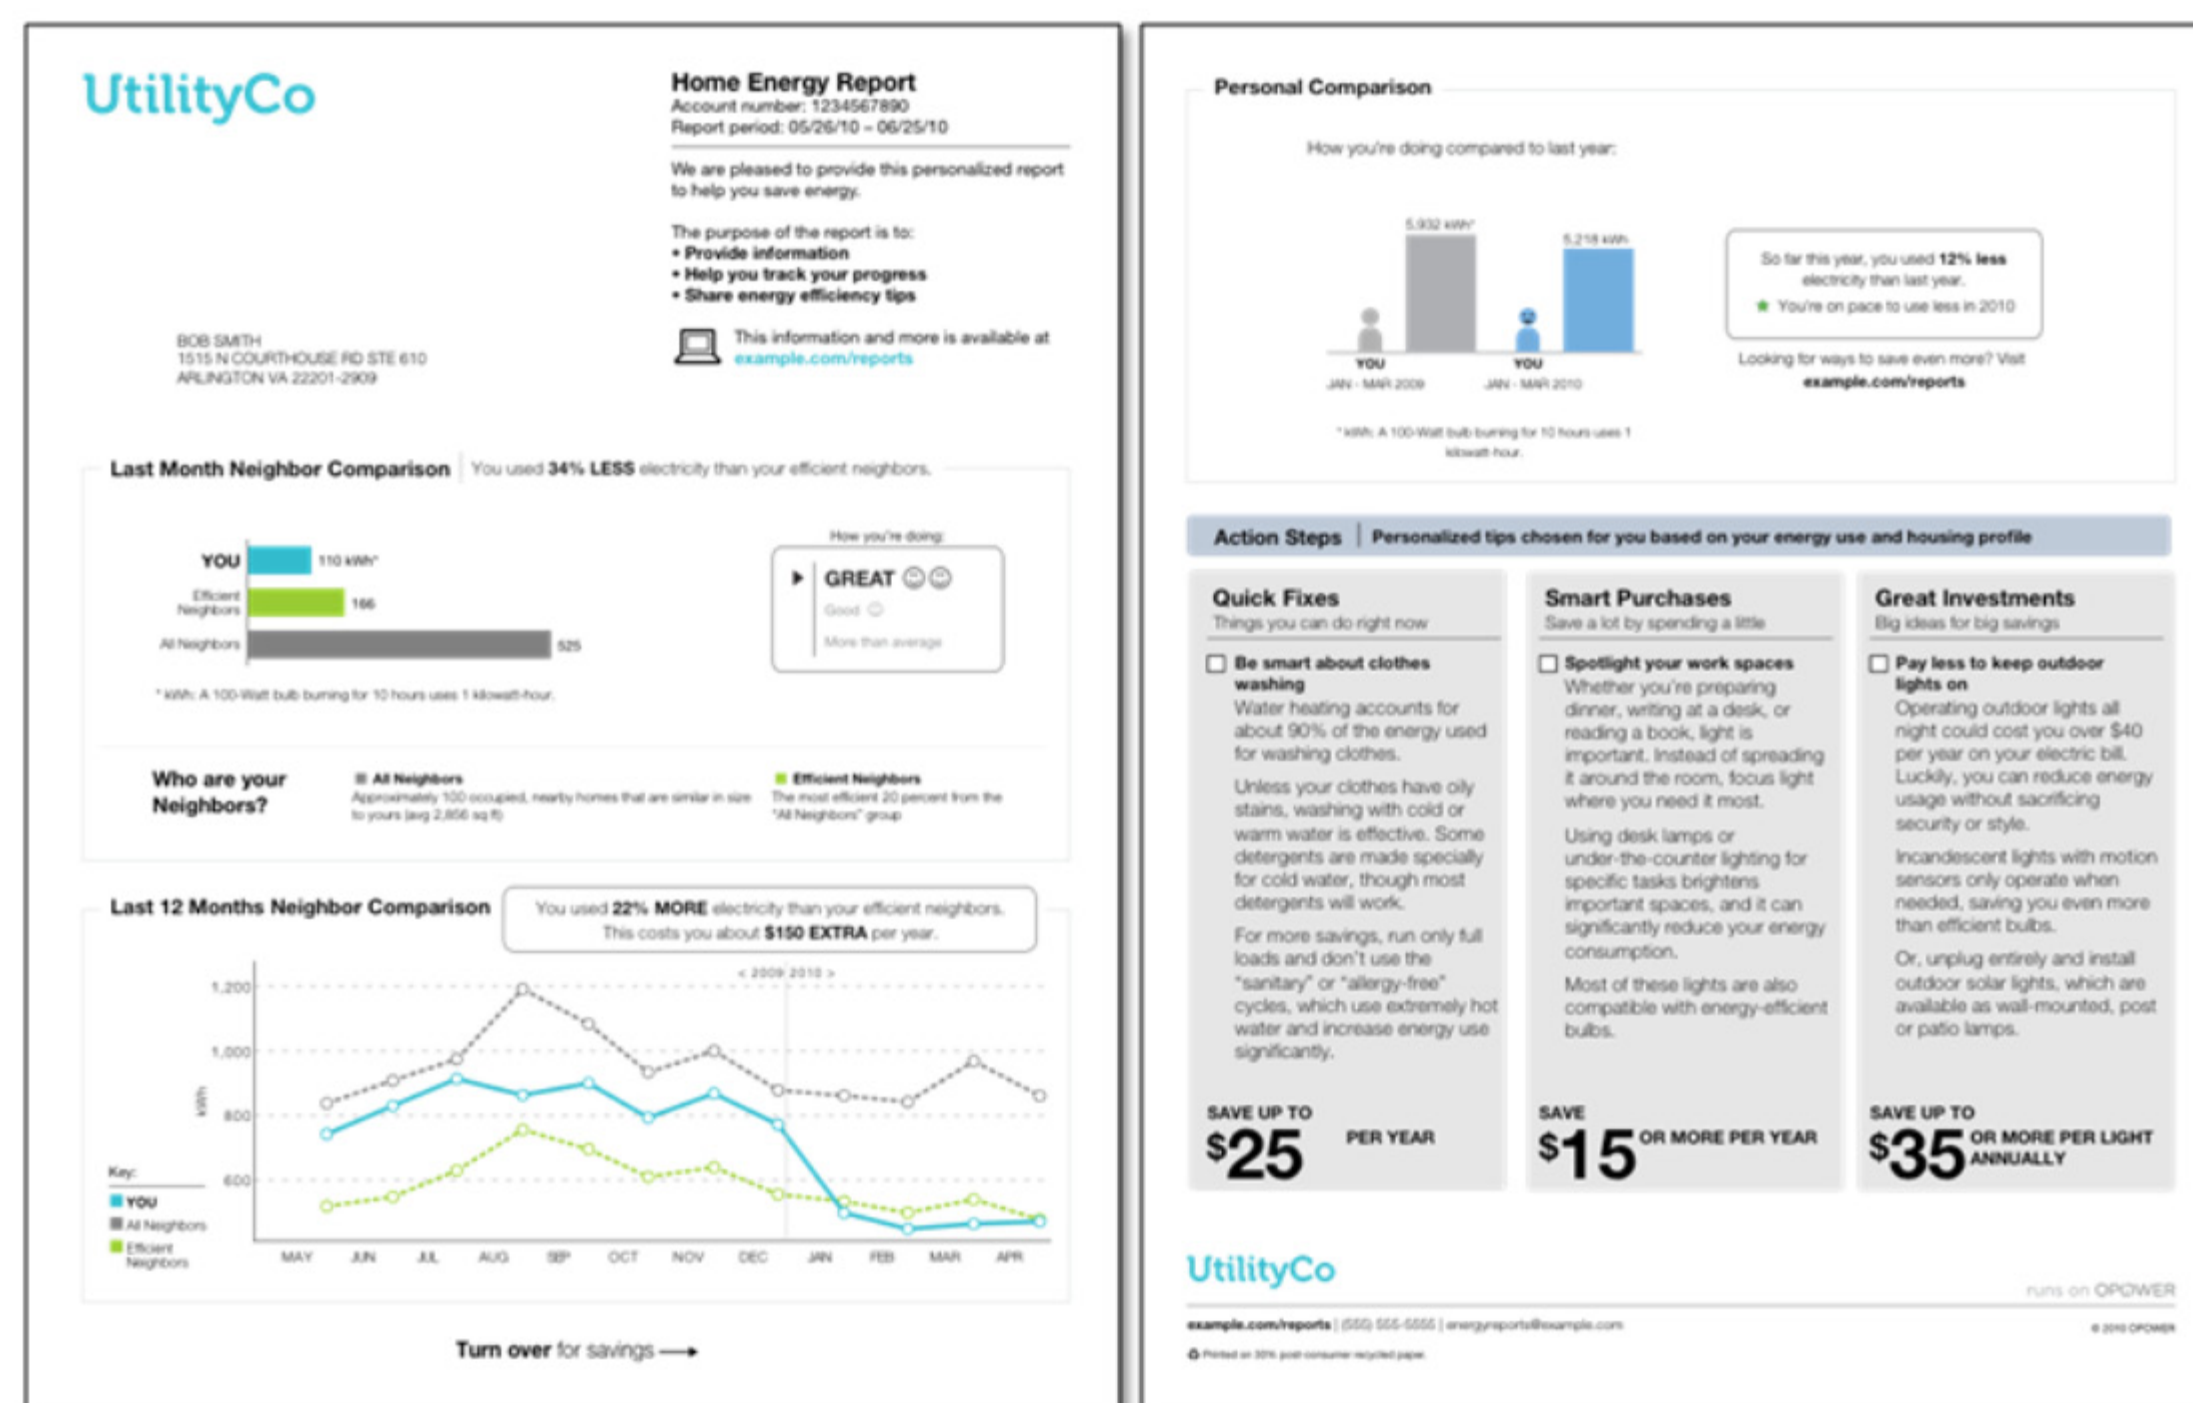 UtilityCo
Home Energy Report
Account number: 1234567890
Report period: 05/26/10 – 06/25/10
We are pleased to provide this personalized report
to help you save energy.
The purpose of the report is to:
• Provide information
• Help you track your progress
• Share energy efficiency tips
This information and more is available at
example.com/reports
BOB SMITH
1515 N COURTHOUSE RD STE 610
ARLINGTON VA 22201-2909
Last Month Neighbor Comparison | You used 34% LESS electricity than your efficient neighbors.
YOU 110 kWh*
Efficient
Neighbors 166
All Neighbors 525
* kWh: A 100-Watt bulb burning for 10 hours uses 1 kilowatt-hour.
How you're doing:
GREAT
Good
More than average
Who are your
Neighbors?
All Neighbors
Approximately 100 occupied, nearby homes that are similar in size
to yours (avg 2,856 sq ft)
Efficient Neighbors
The most efficient 20 percent from the
"All Neighbors" group
Last 12 Months Neighbor Comparison
You used 22% MORE electricity than your efficient neighbors.
This costs you about $150 EXTRA per year.
< 2009 2010 >
1,200
1,000
800
600
kWh
Key:
YOU
All Neighbors
Efficient
Neighbors
MAY JUN JUL AUG SEP OCT NOV DEC JAN FEB MAR APR
Turn over for savings
Personal Comparison
How you're doing compared to last year:
5,932 kWh*
5,218 kWh
YOU
JAN - MAR 2009
YOU
JAN - MAR 2010
* kWh: A 100-Watt bulb burning for 10 hours uses 1
kilowatt-hour.
So far this year, you used 12% less
electricity than last year.
★ You're on pace to use less in 2010
Looking for ways to save even more? Visit
example.com/reports
Action Steps | Personalized tips chosen for you based on your energy use and housing profile
Quick Fixes
Things you can do right now
Be smart about clothes
washing
Water heating accounts for
about 90% of the energy used
for washing clothes.
Unless your clothes have oily
stains, washing with cold or
warm water is effective. Some
detergents are made specially
for cold water, though most
detergents will work.
For more savings, run only full
loads and don't use the
"sanitary" or "allergy-free"
cycles, which use extremely hot
water and increase energy use
significantly.
SAVE UP TO
$25 PER YEAR
Smart Purchases
Save a lot by spending a little
Spotlight your work spaces
Whether you're preparing
dinner, writing at a desk, or
reading a book, light is
important. Instead of spreading
it around the room, focus light
where you need it most.
Using desk lamps or
under-the-counter lighting for
specific tasks brightens
important spaces, and it can
significantly reduce your energy
consumption.
Most of these lights are also
compatible with energy-efficient
bulbs.
SAVE
$15 OR MORE PER YEAR
Great Investments
Big ideas for big savings
Pay less to keep outdoor
lights on
Operating outdoor lights all
night could cost you over $40
per year on your electric bill.
Luckily, you can reduce energy
usage without sacrificing
security or style.
Incandescent lights with motion
sensors only operate when
needed, saving you even more
than efficient bulbs.
Or, unplug entirely and install
outdoor solar lights, which are
available as wall-mounted, post
or patio lamps.
SAVE UP TO
$35 OR MORE PER LIGHT
ANNUALLY
UtilityCo
runs on OPOWER
example.com/reports | (555) 555-5555 | energyreports@example.com
© 2010 OPOWER
Printed on 30% post-consumer recycled paper.